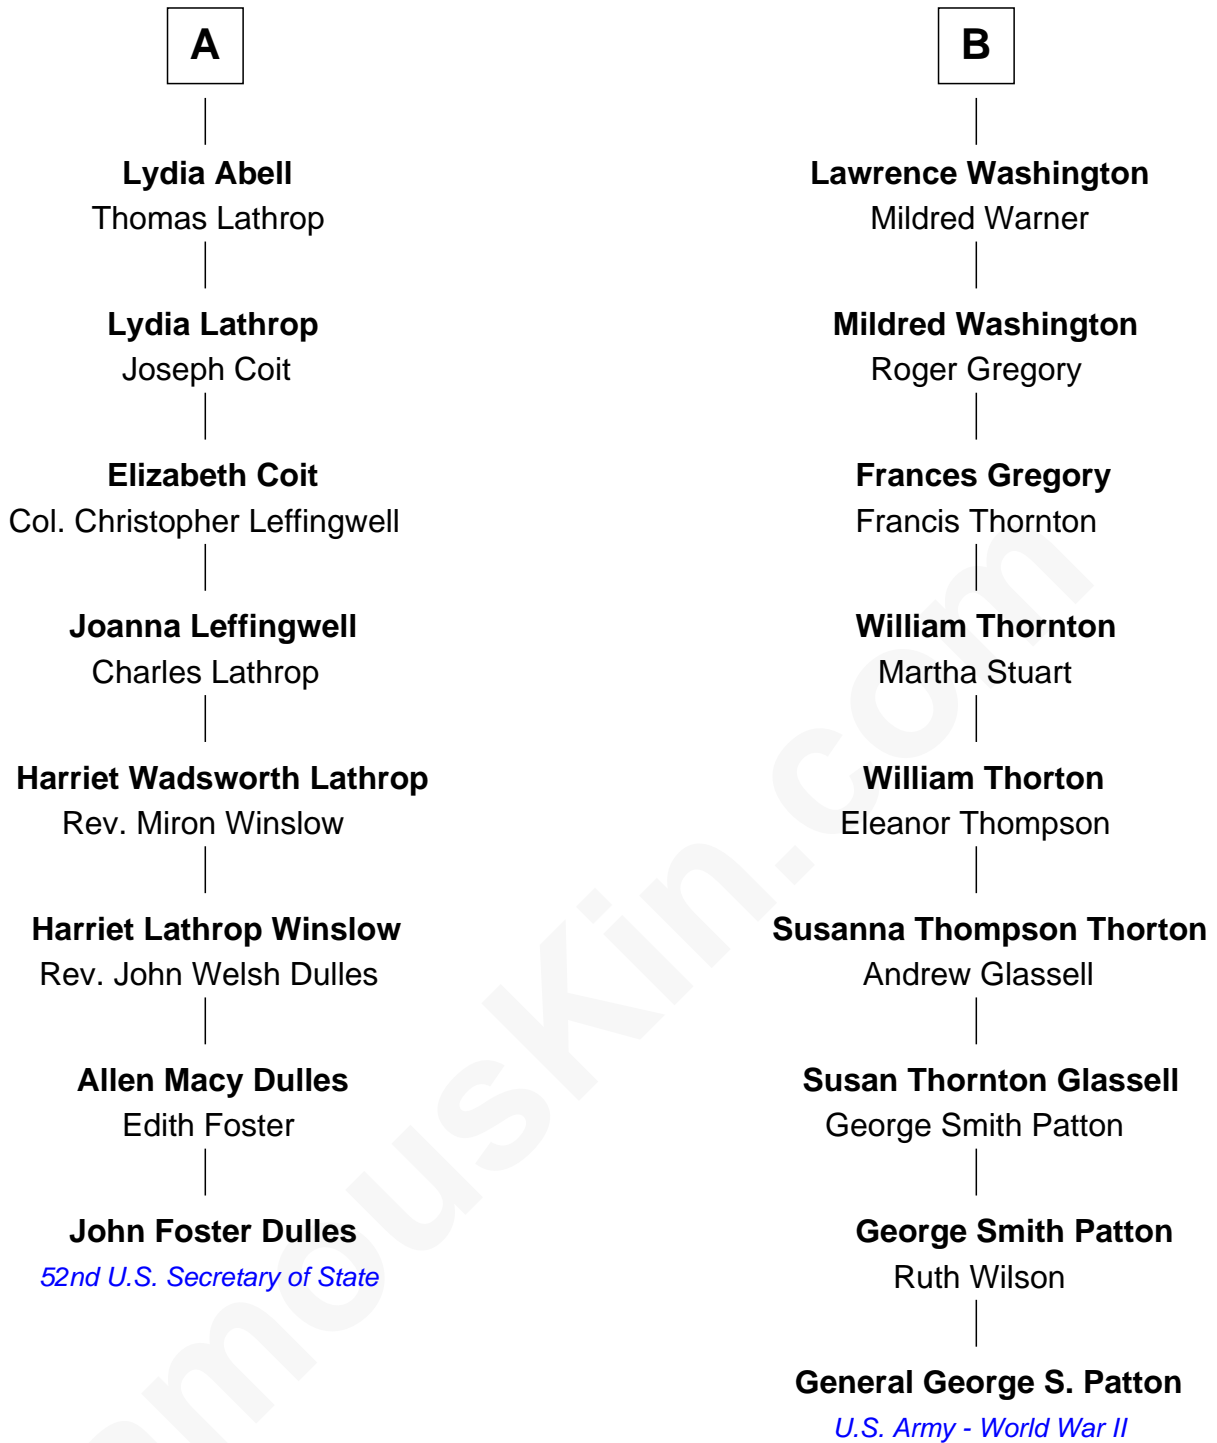 A
Lydia Abell
Thomas Lathrop
Lydia Lathrop
Joseph Coit
Elizabeth Coit
Col. Christopher Leffingwell
Joanna Leffingwell
Charles Lathrop
Harriet Wadsworth Lathrop
Rev. Miron Winslow
Harriet Lathrop Winslow
Rev. John Welsh Dulles
Allen Macy Dulles
Edith Foster
John Foster Dulles
52nd U.S. Secretary of State
B
Lawrence Washington
Mildred Warner
Mildred Washington
Roger Gregory
Frances Gregory
Francis Thornton
William Thornton
Martha Stuart
William Thorton
Eleanor Thompson
Susanna Thompson Thorton
Andrew Glassell
Susan Thornton Glassell
George Smith Patton
George Smith Patton
Ruth Wilson
General George S. Patton
U.S. Army - World War II
amousKin.com